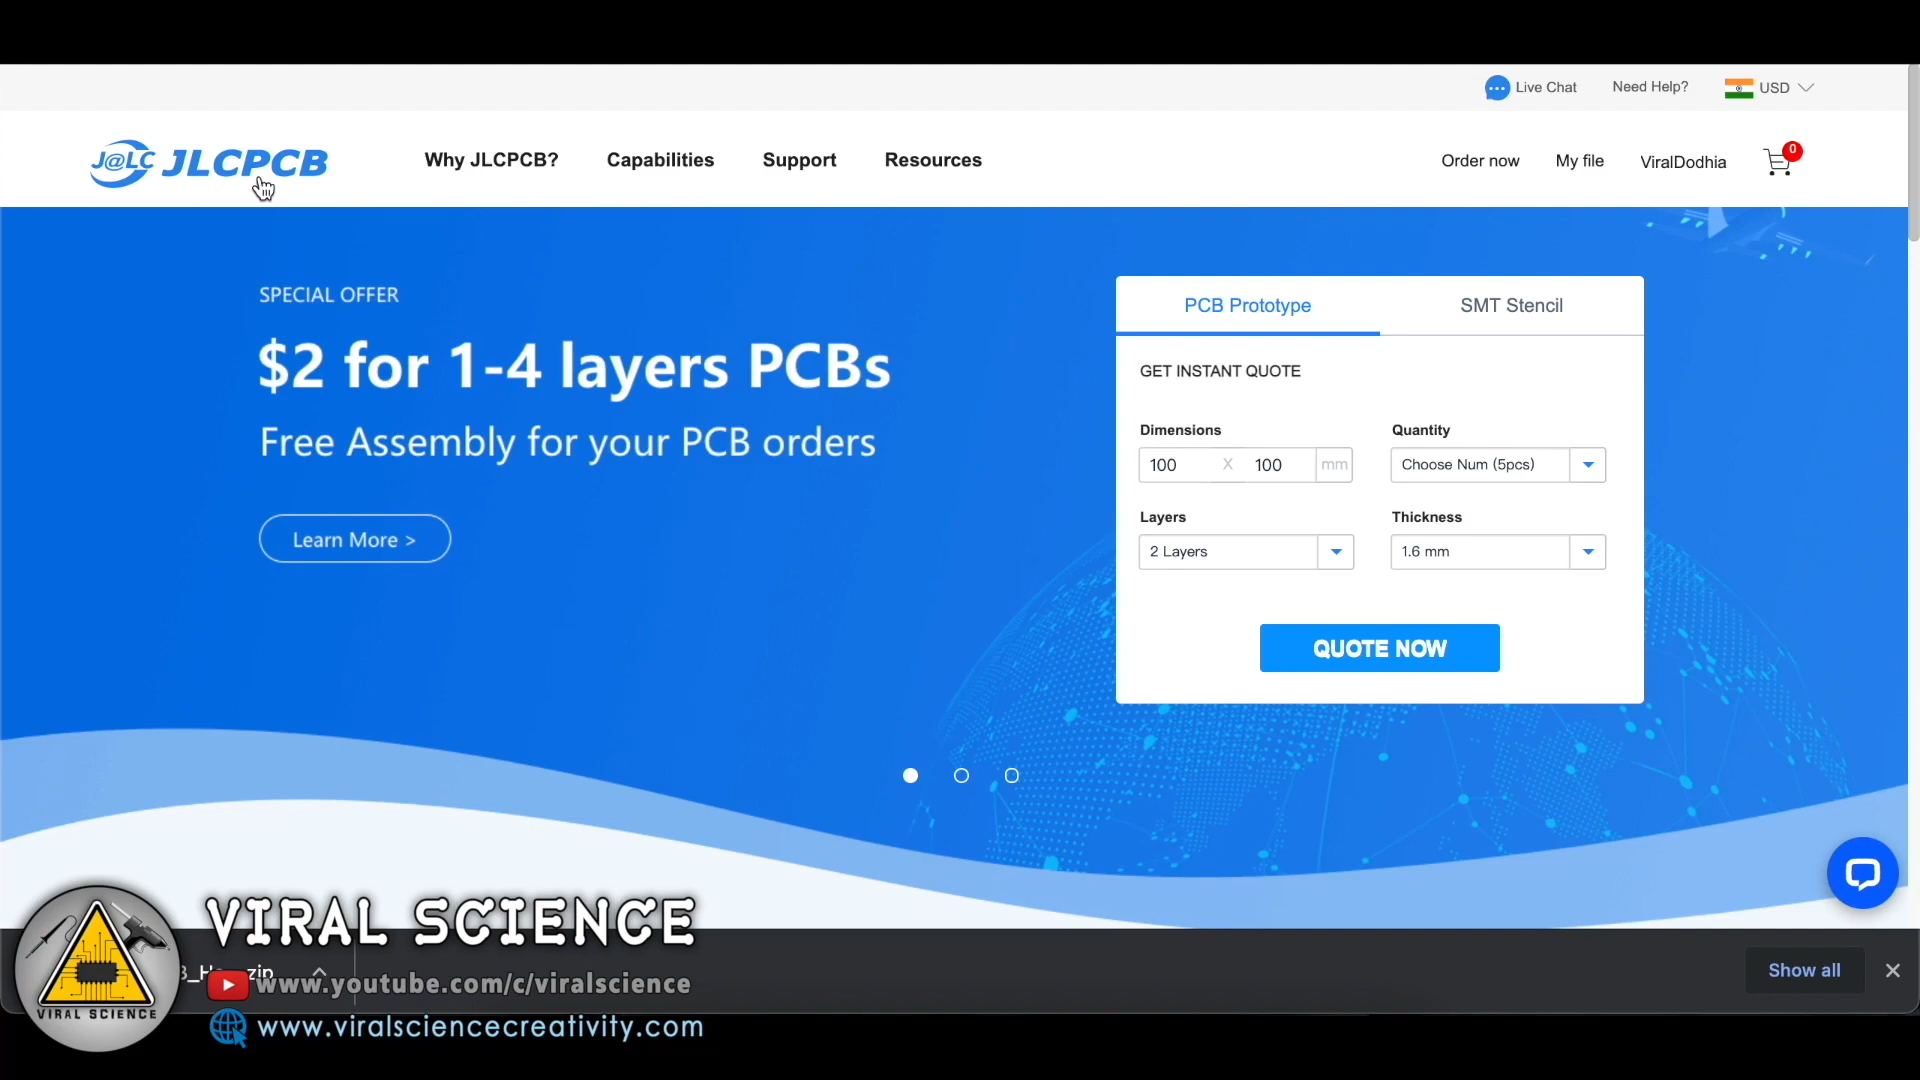 Live Chat
Need Help?
USD
J@LC JLCPCB
Why JLCPCB?
Capabilities
Support
Resources
Order now
My file
ViralDodhia
0
SPECIAL OFFER
$2 for 1-4 layers PCBs
Free Assembly for your PCB orders
Learn More >
PCB Prototype
SMT Stencil
GET INSTANT QUOTE
Dimensions
Quantity
100 X 100 mm
Choose Num (5pcs)
Layers
Thickness
2 Layers
1.6 mm
QUOTE NOW
VIRAL SCIENCE
www.youtube.com/c/viralscience
www.viralsciencecreativity.com
VIRAL SCIENCE
Show all